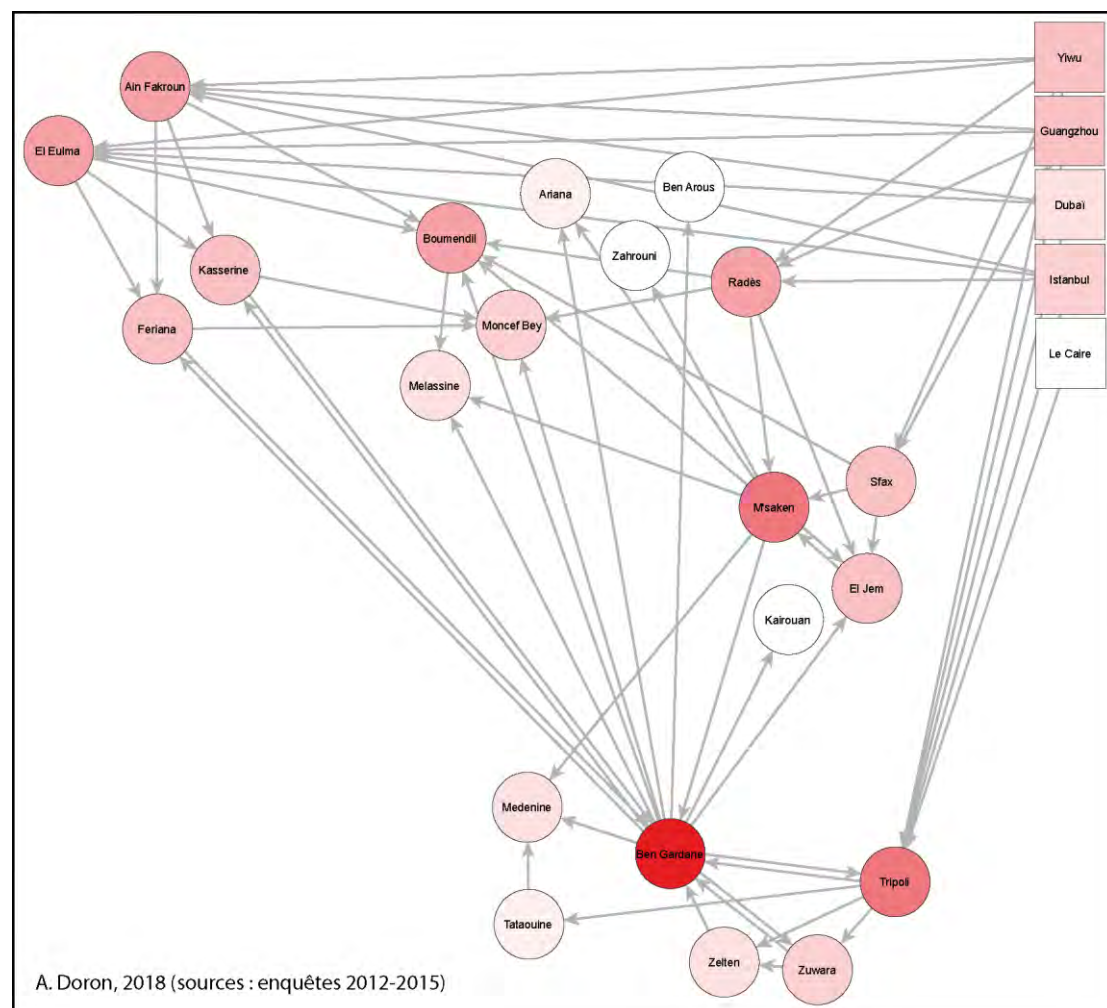 Yiwu
Ain Fakroun
Guangzhou
El Eulma
Ben Arous
Ariana
Dubaï
Boumendil
Zahrouni
Kasserine
Radès
Istanbul
Feriana
Moncef Bey
Le Caire
Melassine
Sfax
M'saken
El Jem
Kairouan
Medenine
Ben Gardane
Tripoli
Tataouine
Zelten
Zuwara
A. Doron, 2018 (sources : enquêtes 2012-2015)